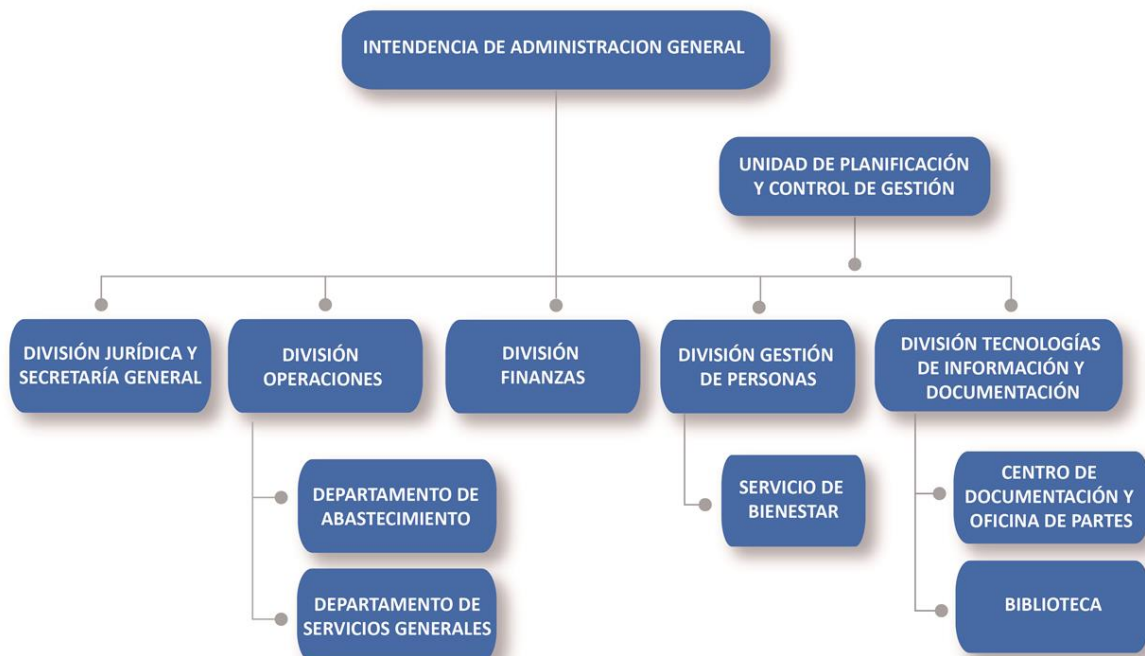 INTENDENCIA DE ADMINISTRACION GENERAL
UNIDAD DE PLANIFICACIÓN
Y CONTROL DE GESTIÓN
DIVISIÓN JURÍDICA Y
SECRETARÍA GENERAL
DIVISIÓN
OPERACIONES
DIVISIÓN
FINANZAS
DIVISIÓN GESTIÓN
DE PERSONAS
DIVISIÓN TECNOLOGÍAS
DE INFORMACIÓN Y
DOCUMENTACIÓN
DEPARTAMENTO DE
ABASTECIMIENTO
DEPARTAMENTO DE
SERVICIOS GENERALES
SERVICIO DE
BIENESTAR
CENTRO DE
DOCUMENTACIÓN Y
OFICINA DE PARTES
BIBLIOTECA